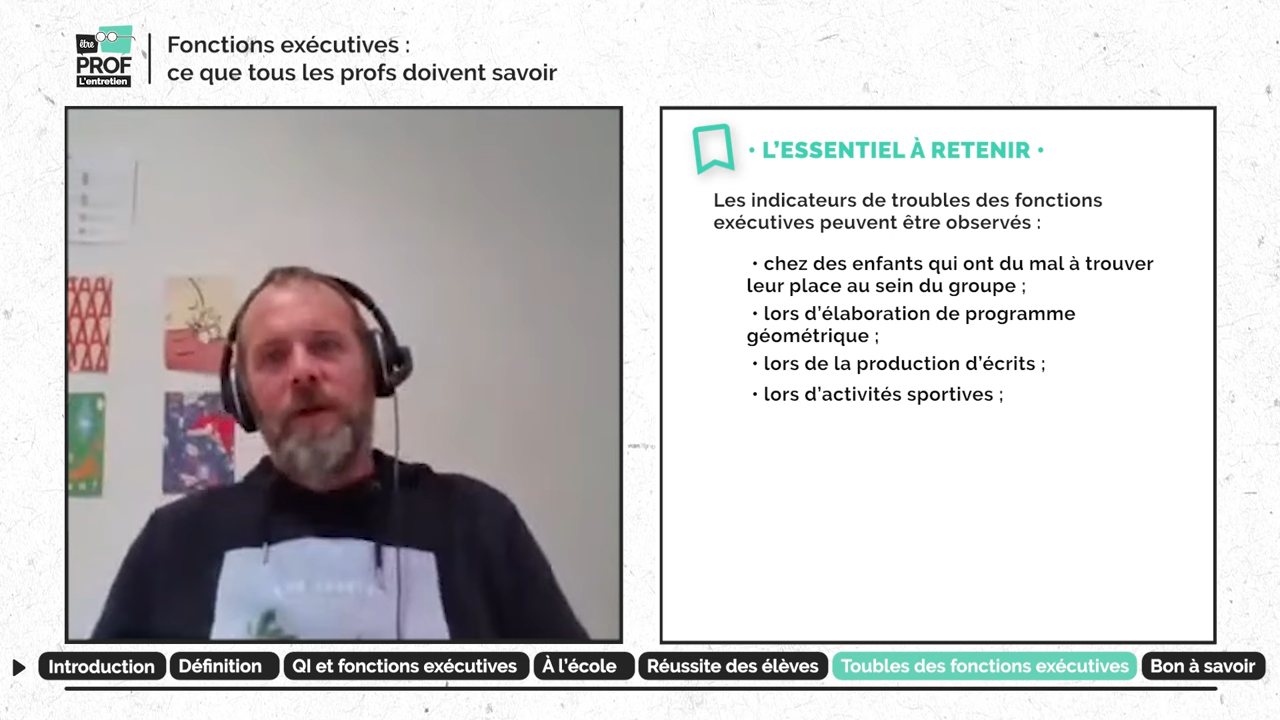 être
PROF
L'entretien
Fonctions exécutives :
ce que tous les profs doivent savoir
• L'ESSENTIEL À RETENIR •
Les indicateurs de troubles des fonctions
exécutives peuvent être observés :
• chez des enfants qui ont du mal à trouver
leur place au sein du groupe ;
• lors d'élaboration de programme
géométrique ;
• lors de la production d'écrits ;
• lors d'activités sportives ;
Introduction
Définition
QI et fonctions exécutives
À l'école
Réussite des élèves
Toubles des fonctions exécutives
Bon à savoir